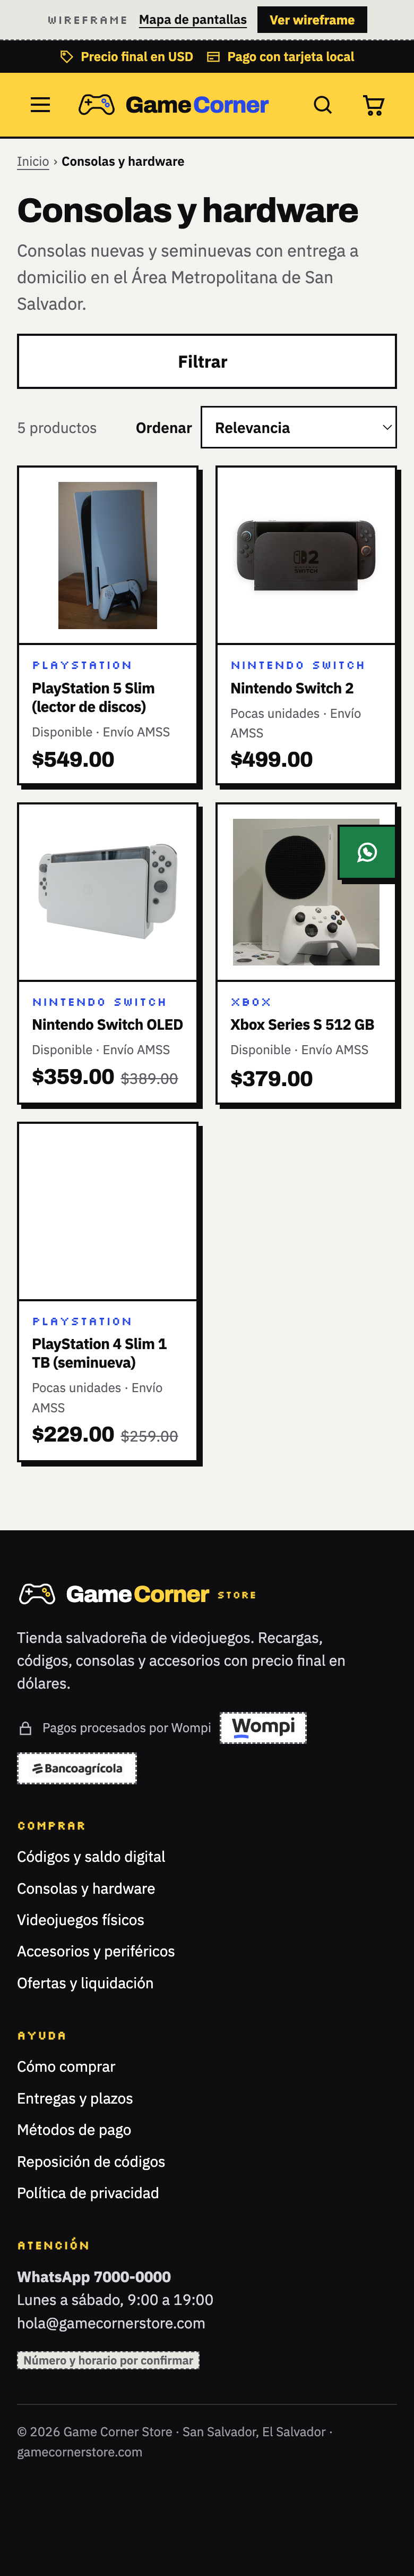 WIREFRAME Mapa de pantallas Ver wireframe
Precio final en USD Pago con tarjeta local
GameCorner
Inicio › Consolas y hardware
Consolas y hardware
Consolas nuevas y seminuevas con entrega a
domicilio en el Área Metropolitana de San
Salvador.
Filtrar
5 productos Ordenar Relevancia
2
SWITCH
PLAYSTATION
PlayStation 5 Slim
(lector de discos)
Disponible · Envío AMSS
$549.00
NINTENDO SWITCH
Nintendo Switch 2
Pocas unidades · Envío
AMSS
$499.00
NINTENDO SWITCH
Nintendo Switch OLED
Disponible · Envío AMSS
$359.00 $389.00
XBOX
Xbox Series S 512 GB
Disponible · Envío AMSS
$379.00
PLAYSTATION
PlayStation 4 Slim 1
TB (seminueva)
Pocas unidades · Envío
AMSS
$229.00 $259.00
GameCorner STORE
Tienda salvadoreña de videojuegos. Recargas,
códigos, consolas y accesorios con precio final en
dólares.
Pagos procesados por Wompi Wompi
Bancoagrícola
COMPRAR
Códigos y saldo digital
Consolas y hardware
Videojuegos físicos
Accesorios y periféricos
Ofertas y liquidación
AYUDA
Cómo comprar
Entregas y plazos
Métodos de pago
Reposición de códigos
Política de privacidad
ATENCIÓN
WhatsApp 7000-0000
Lunes a sábado, 9:00 a 19:00
hola@gamecornerstore.com
Número y horario por confirmar
© 2026 Game Corner Store · San Salvador, El Salvador ·
gamecornerstore.com